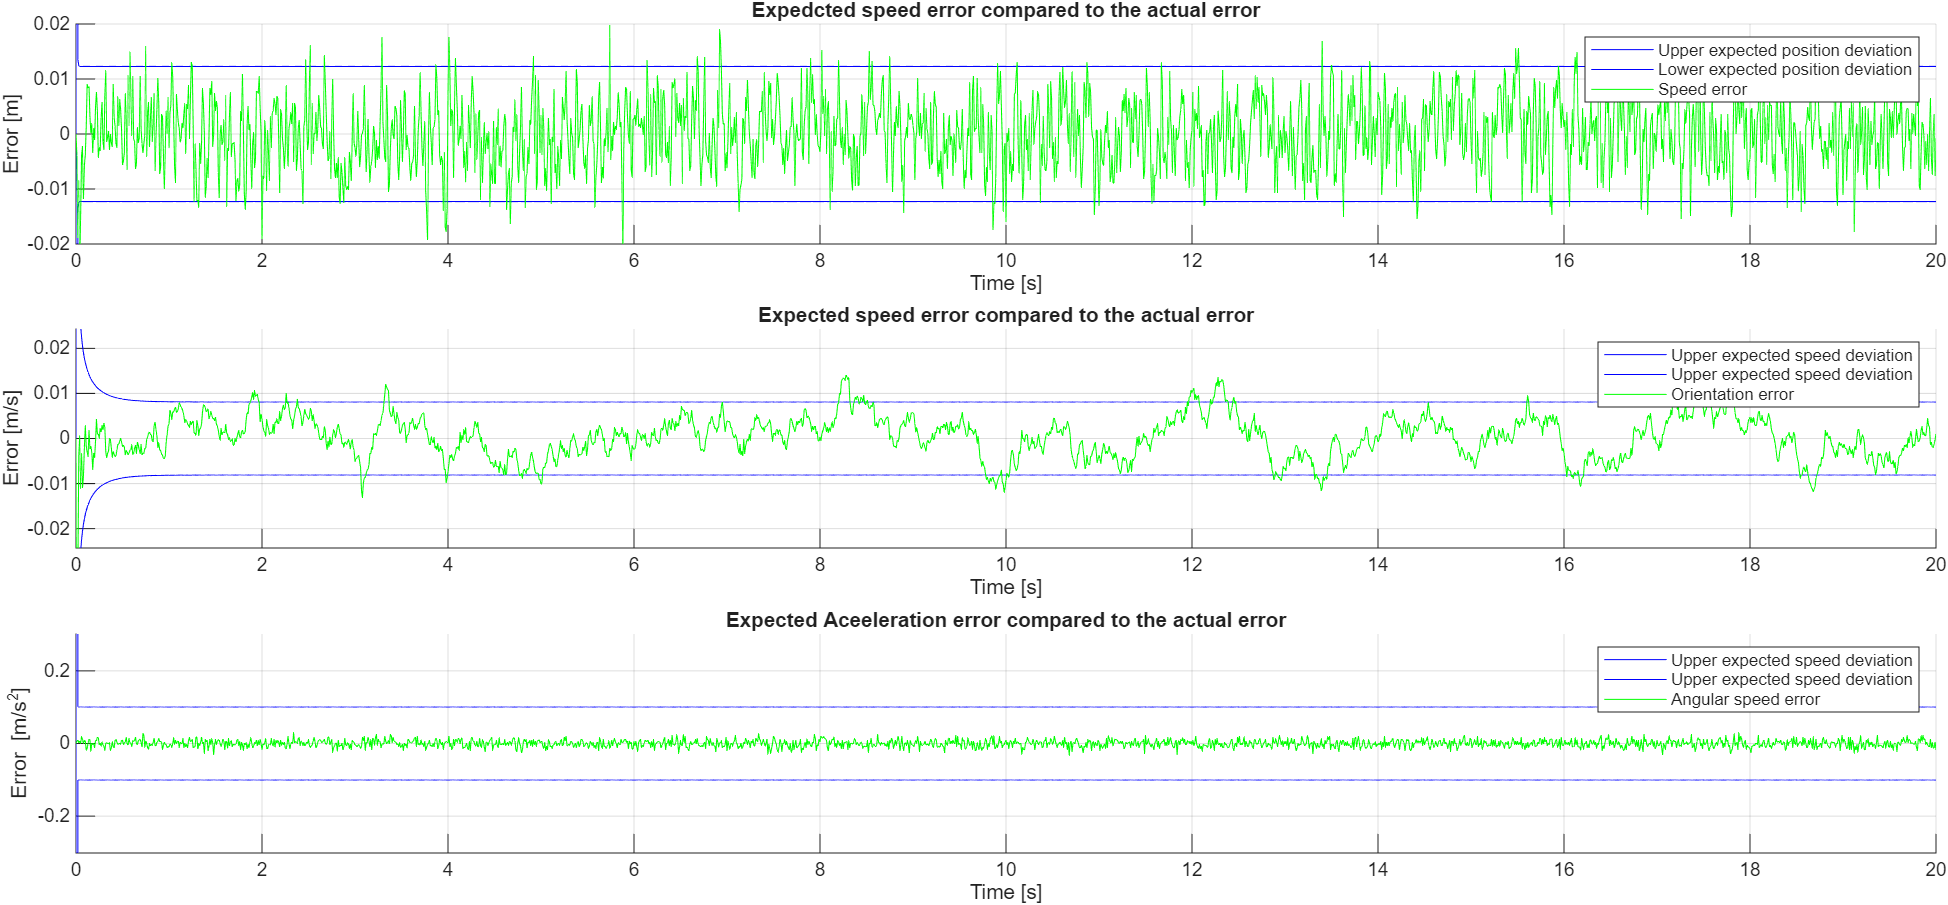 Expedcted speed error compared to the actual error
0.02
0.01
0
-0.01
-0.02
Error [m]
Upper expected position deviation
Lower expected position deviation
Speed error
0 2 4 6 8 10 12 14 16 18 20
Time [s]
Expected speed error compared to the actual error
0.02
0.01
0
-0.01
-0.02
Error [m/s]
Upper expected speed deviation
Upper expected speed deviation
Orientation error
0 2 4 6 8 10 12 14 16 18 20
Time [s]
Expected Aceeleration error compared to the actual error
0.2
0
-0.2
Error [m/s²]
Upper expected speed deviation
Upper expected speed deviation
Angular speed error
0 2 4 6 8 10 12 14 16 18 20
Time [s]